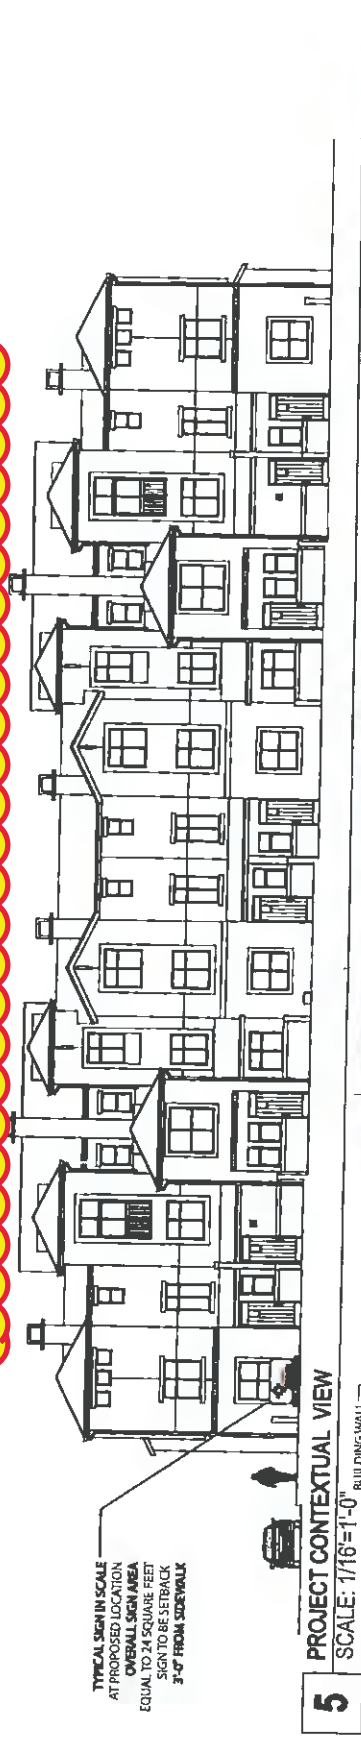 TYPICAL SIGN IN SCALE
AT PROPOSED LOCATION
OVERALL SIGN AREA
EQUAL TO 24 SQUARE FEET
SIGN TO BE SETBACK
3'-0" FROM SIDEWALK
5
PROJECT CONTEXTUAL VIEW
SCALE: 1/16"=1'-0"
BUILDING WALL